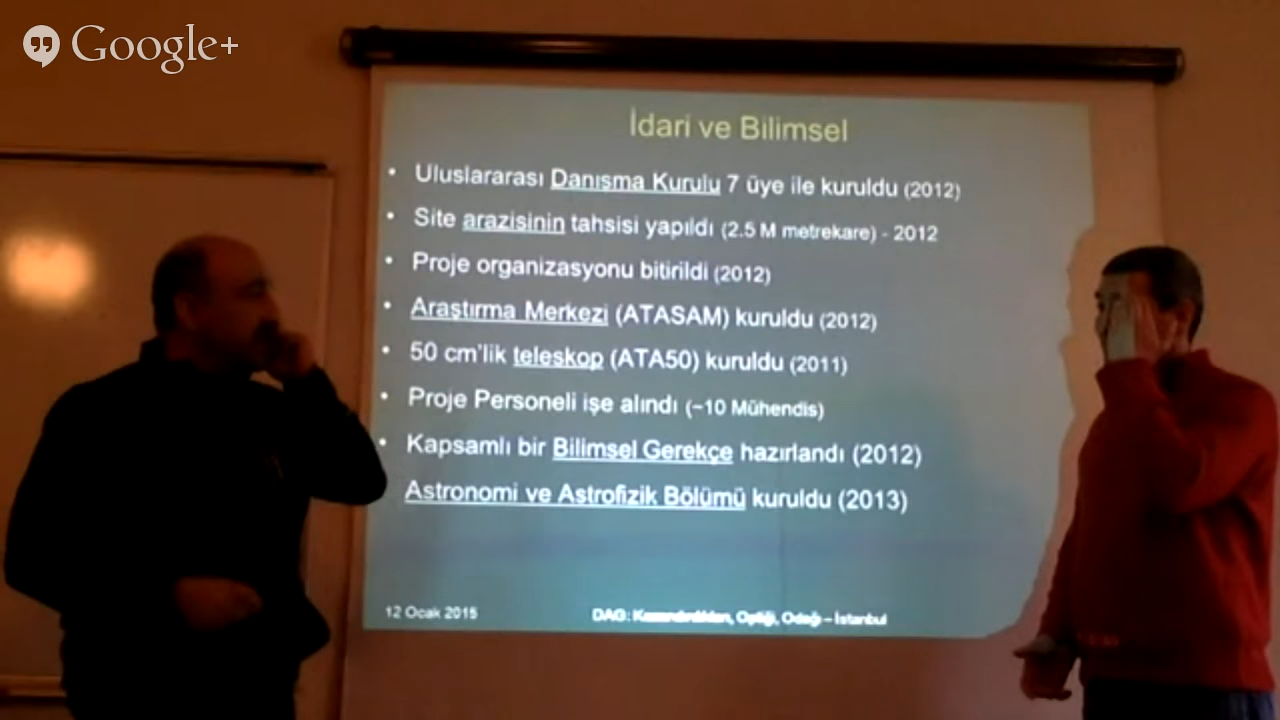 Google+
İdari ve Bilimsel
• Uluslararası Danışma Kurulu 7 üye ile kuruldu (2012)
• Site arazisinin tahsisi yapıldı (2.5 M metrekare) - 2012
• Proje organizasyonu bitirildi (2012)
• Araştırma Merkezi (ATASAM) kuruldu (2012)
• 50 cm'lik teleskop (ATA50) kuruldu (2011)
• Proje Personeli işe alındı (~10 Mühendis)
• Kapsamlı bir Bilimsel Gerekçe hazırlandı (2012)
Astronomi ve Astrofizik Bölümü kuruldu (2013)
12 Ocak 2015
DAG: Optiği, Odağı – İstanbul